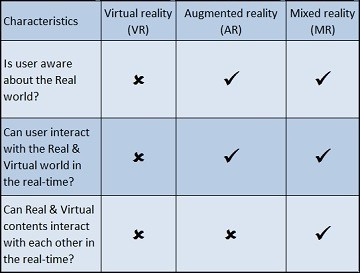 Characteristics
Virtual reality
(VR)
Augmented reality
(AR)
Mixed reality
(MR)
Is user aware
about the Real
world?
Can user interact
with the Real &
Virtual world in
the real-time?
Can Real & Virtual
contents interact
with each other in
the real-time?